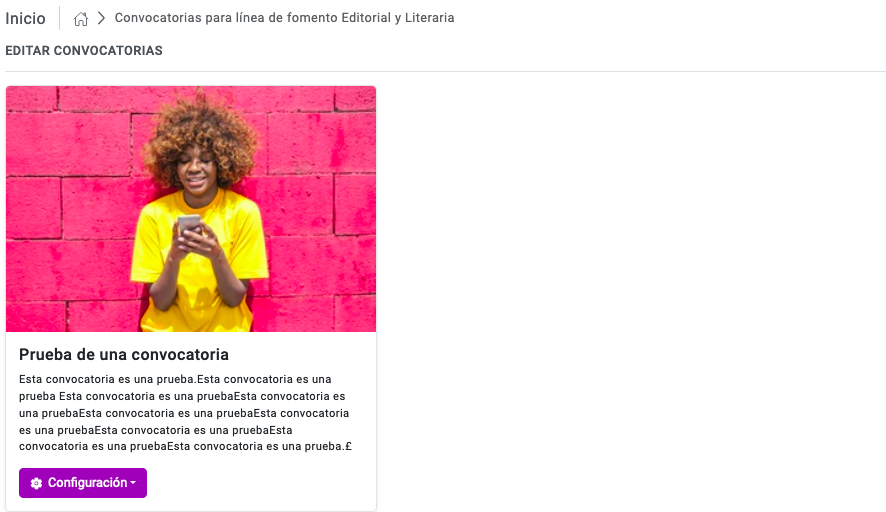 Inicio Convocatorias para línea de fomento Editorial y Literaria
EDITAR CONVOCATORIAS
Prueba de una convocatoria
Esta convocatoria es una prueba.Esta convocatoria es una
prueba Esta convocatoria es una pruebaEsta convocatoria es
una pruebaEsta convocatoria es una pruebaEsta convocatoria
es una pruebaEsta convocatoria es una pruebaEsta
convocatoria es una pruebaEsta convocatoria es una prueba.£
Configuración